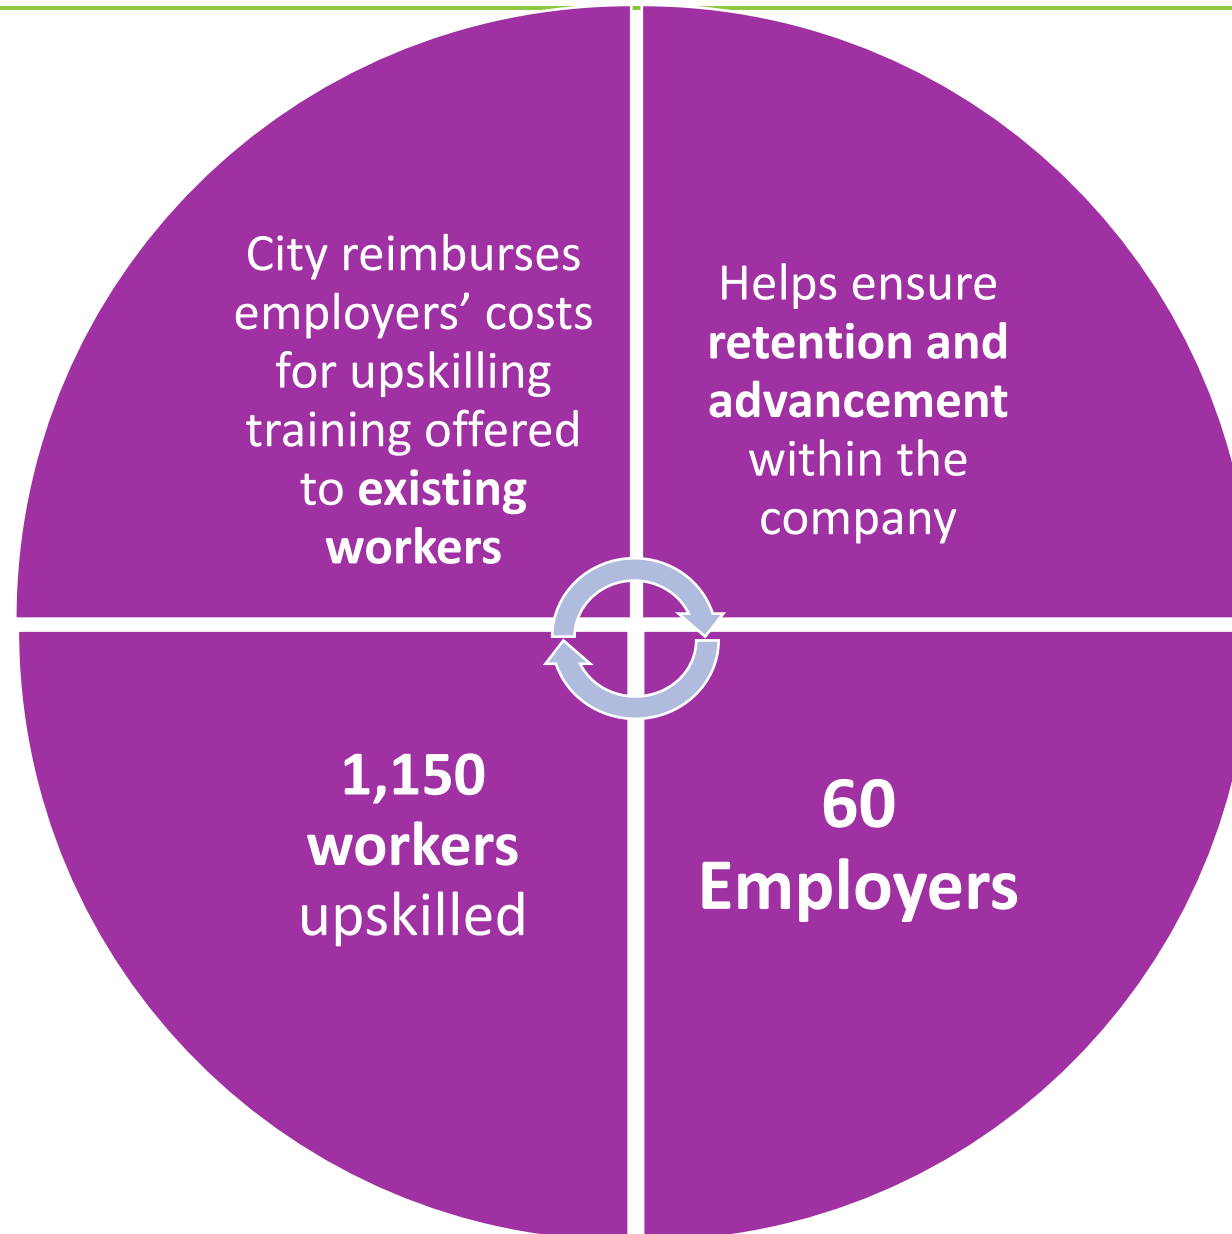 City reimburses
employers’ costs
for upskilling
training offered
to existing
workers
Helps ensure
retention and
advancement
within the
company
1,150
workers
upskilled
60
Employers